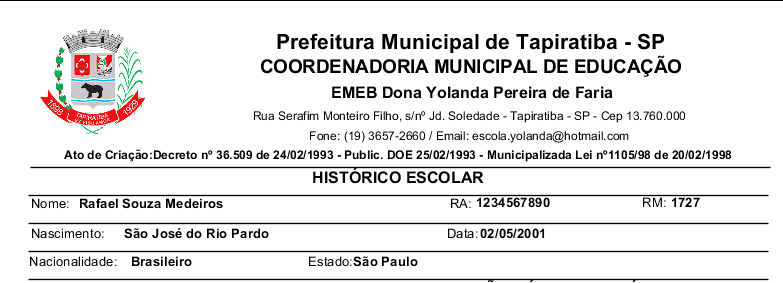 Prefeitura Municipal de Tapiratiba - SP
COORDENADORIA MUNICIPAL DE EDUCAÇÃO
EMEB Dona Yolanda Pereira de Faria
Rua Serafim Monteiro Filho, s/nº Jd. Soledade - Tapiratiba - SP - Cep 13.760.000
Fone: (19) 3657-2660 / Email: escola.yolanda@hotmail.com
1898 TAPIRATIBA 1929
Ato de Criação:Decreto nº 36.509 de 24/02/1993 - Public. DOE 25/02/1993 - Municipalizada Lei nº1105/98 de 20/02/1998
HISTÓRICO ESCOLAR
Nome: Rafael Souza Medeiros RA: 1234567890 RM: 1727
Nascimento: São José do Rio Pardo Data: 02/05/2001
Nacionalidade: Brasileiro Estado:São Paulo